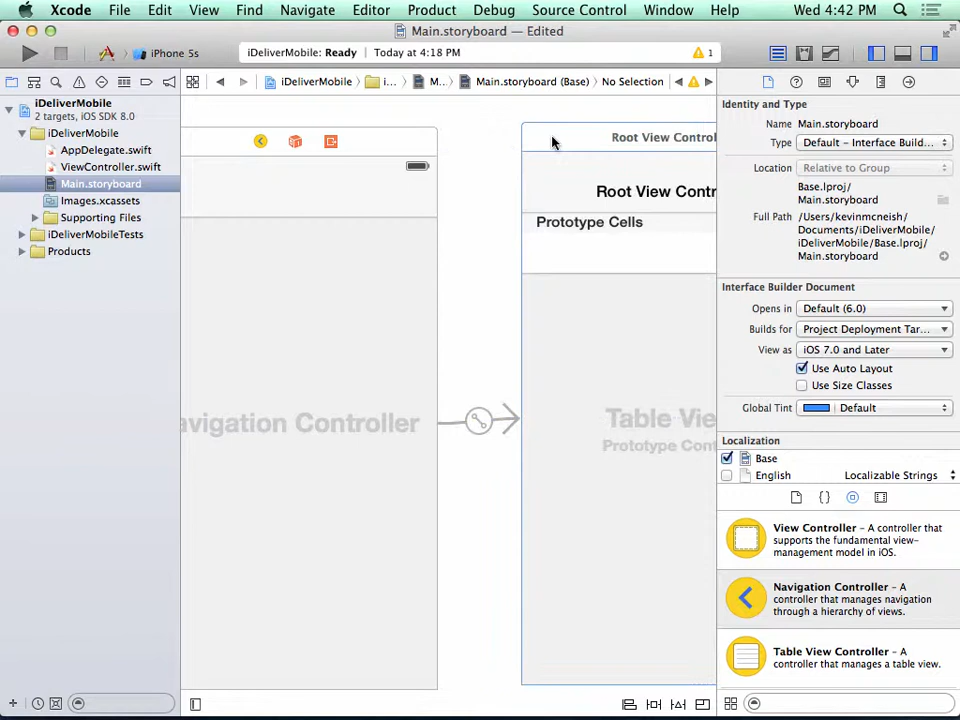 Xcode File Edit View Find Navigate Editor Product Debug Source Control Window Help Wed 4:42 PM
Main.storyboard — Edited
iPhone 5s iDeliverMobile: Ready Today at 4:18 PM 1
iDeliverMobile i... M... Main.storyboard (Base) No Selection
iDeliverMobile
2 targets, iOS SDK 8.0
iDeliverMobile
AppDelegate.swift
ViewController.swift
Main.storyboard
Images.xcassets
Supporting Files
iDeliverMobileTests
Products
avigation Controller
Root View Control
Root View Contr
Prototype Cells
Table Vie
Prototype Cont
Identity and Type
Name Main.storyboard
Type Default - Interface Build...
Location Relative to Group
Base.lproj/
Main.storyboard
Full Path /Users/kevinmcneish/
Documents/iDeliverMobile/
iDeliverMobile/Base.lproj/
Main.storyboard
Interface Builder Document
Opens in Default (6.0)
Builds for Project Deployment Tar...
View as iOS 7.0 and Later
Use Auto Layout
Use Size Classes
Global Tint Default
Localization
Base
English Localizable Strings
{}
View Controller - A controller that
supports the fundamental view-
management model in iOS.
Navigation Controller - A
controller that manages navigation
through a hierarchy of views.
Table View Controller - A
controller that manages a table view.